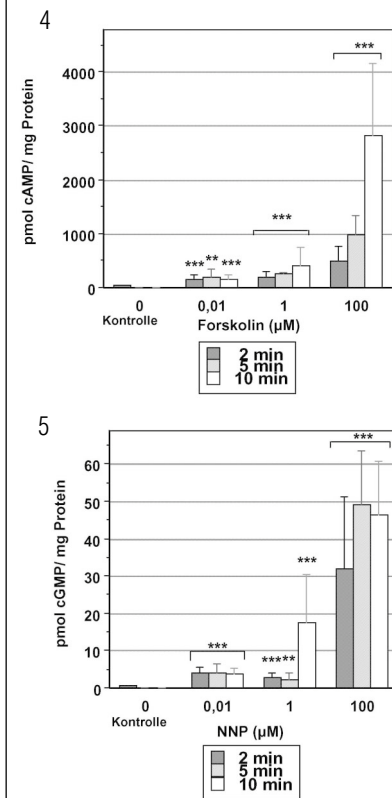 4
pmol cAMP/ mg Protein
4000
3000
2000
1000
0
***
***
*** ** ***
0 0,01 1 100
Kontrolle
Forskolin (µM)
2 min
5 min
10 min
5
pmol cGMP/ mg Protein
60
50
40
30
20
10
0
***
***
***
*** **
0 0,01 1 100
Kontrolle
NNP (µM)
2 min
5 min
10 min